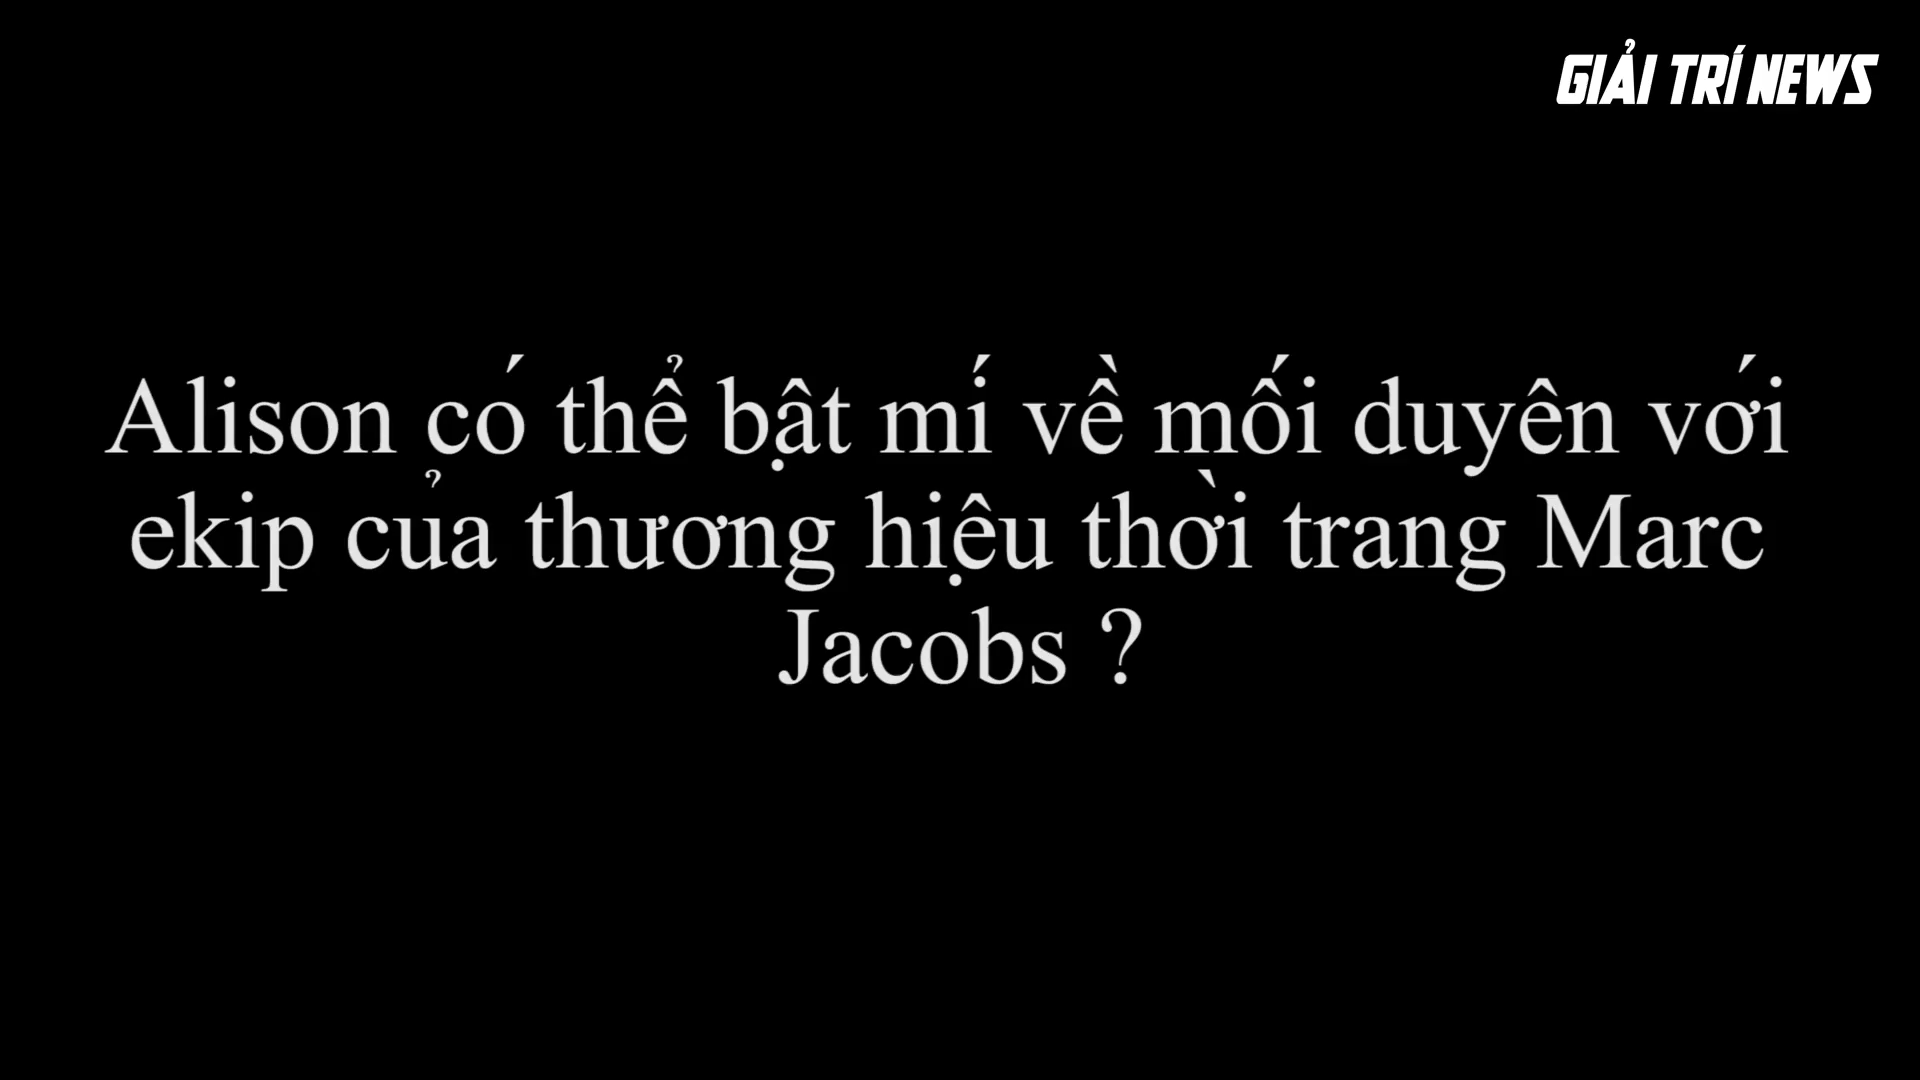 GIẢI TRÍ NEWS
Alison có thể bật mí về mối duyên với
ekip của thương hiệu thời trang Marc
Jacobs ?